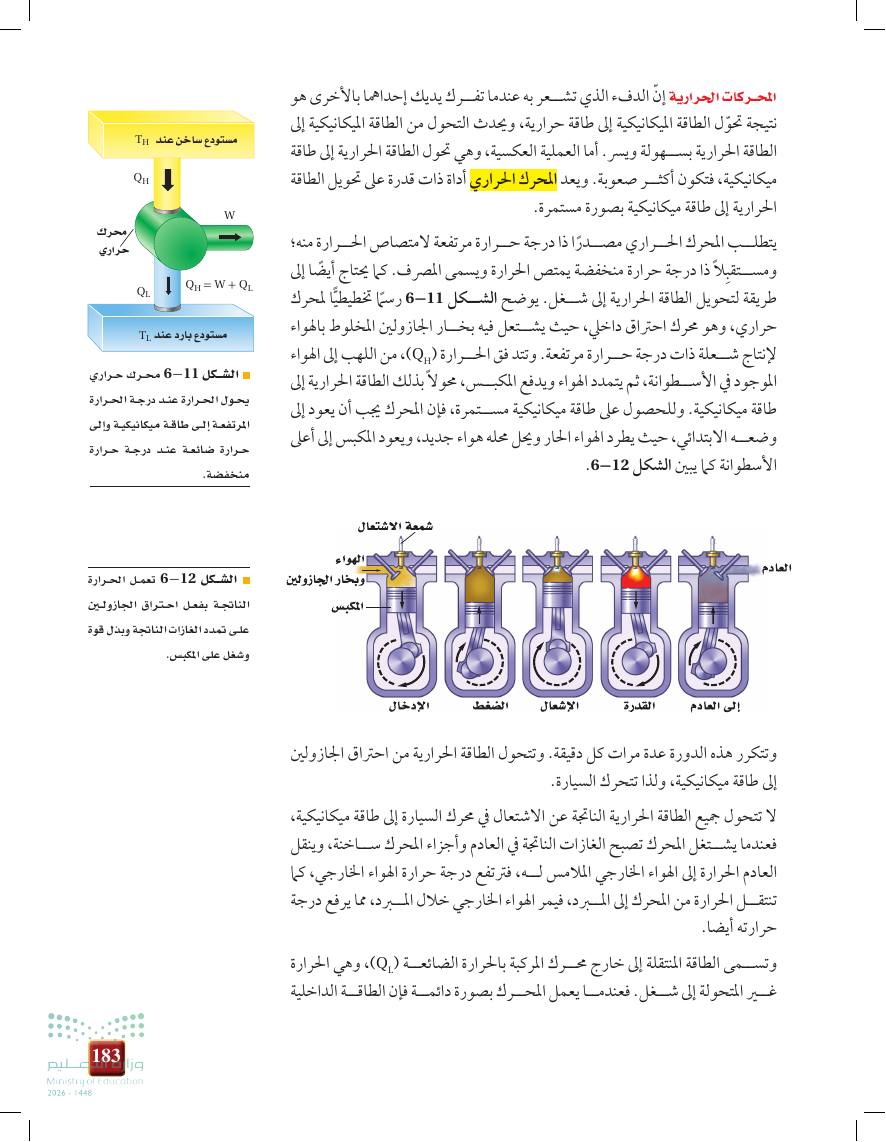 المحركات الحرارية إنّ الدفء الذي تشعر به عندما تفرك يديك إحداهما بالأخرى هو
نتيجة تحوّل الطاقة الميكانيكية إلى طاقة حرارية، ويحدث التحول من الطاقة الميكانيكية إلى
الطاقة الحرارية بسهولة ويسر. أما العملية العكسية، وهي تحول الطاقة الحرارية إلى طاقة
ميكانيكية، فتكون أكثر صعوبة. ويعد المحرك الحراري أداة ذات قدرة على تحويل الطاقة
الحرارية إلى طاقة ميكانيكية بصورة مستمرة.
يتطلب المحرك الحراري مصدرًا ذا درجة حرارة مرتفعة لامتصاص الحرارة منه؛
ومستقبِلاً ذا درجة حرارة منخفضة يمتص الحرارة ويسمى المصرف. كما يحتاج أيضًا إلى
طريقة لتحويل الطاقة الحرارية إلى شغل. يوضح الشكل 11–6 رسمًا تخطيطيًّا لمحرك
حراري، وهو محرك احتراق داخلي، حيث يشتعل فيه بخار الجازولين المخلوط بالهواء
لإنتاج شعلة ذات درجة حرارة مرتفعة. وتتدفق الحرارة (QH)، من اللهب إلى الهواء
الموجود في الأسطوانة، ثم يتمدد الهواء ويدفع المكبس، محولاً بذلك الطاقة الحرارية إلى
طاقة ميكانيكية. وللحصول على طاقة ميكانيكية مستمرة، فإن المحرك يجب أن يعود إلى
وضعه الابتدائي، حيث يطرد الهواء الحار ويحل محله هواء جديد، ويعود المكبس إلى أعلى
الأسطوانة كما يبين الشكل 12–6.
مستودع ساخن عند TH
QH
W
محرك
حراري
QH = W + QL
QL
مستودع بارد عند TL
الشكل 11–6 محرك حراري
يحول الحرارة عند درجة الحرارة
المرتفعة إلى طاقة ميكانيكية وإلى
حرارة ضائعة عند درجة حرارة
منخفضة.
شمعة الاشتعال
الهواء
وبخار الجازولين
المكبس
العادم
الإدخال
الضغط
الإشعال
القدرة
إلى العادم
الشكل 12–6 تعمل الحرارة
الناتجة بفعل احتراق الجازولين
على تمدد الغازات الناتجة وبذل قوة
وشغل على المكبس.
وتتكرر هذه الدورة عدة مرات كل دقيقة. وتتحول الطاقة الحرارية من احتراق الجازولين
إلى طاقة ميكانيكية، ولذا تتحرك السيارة.
لا تتحول جميع الطاقة الحرارية الناتجة عن الاشتعال في محرك السيارة إلى طاقة ميكانيكية،
فعندما يشتغل المحرك تصبح الغازات الناتجة في العادم وأجزاء المحرك ساخنة، وينقل
العادم الحرارة إلى الهواء الخارجي الملامس له، فترتفع درجة حرارة الهواء الخارجي، كما
تنتقل الحرارة من المحرك إلى المبرد، فيمر الهواء الخارجي خلال المبرد، مما يرفع درجة
حرارته أيضا.
وتسمى الطاقة المنتقلة إلى خارج محرك المركبة بالحرارة الضائعة (QL)، وهي الحرارة
غير المتحولة إلى شغل. فعندما يعمل المحرك بصورة دائمة فإن الطاقة الداخلية
وزارة التعليم
183
Ministry of Education
2026 - 1448